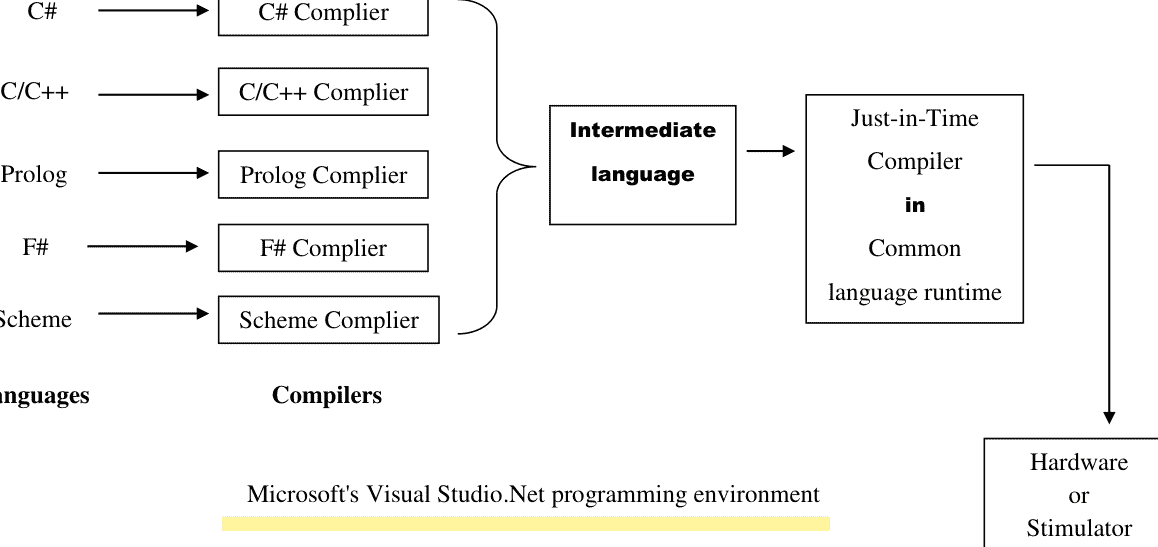 C#
C# Complier
C/C++
C/C++ Complier
Prolog
Prolog Complier
F#
F# Complier
Scheme
Scheme Complier
anguages
Compilers
Intermediate
language
Just-in-Time
Compiler
in
Common
language runtime
Hardware
or
Stimulator
Microsoft's Visual Studio.Net programming environment